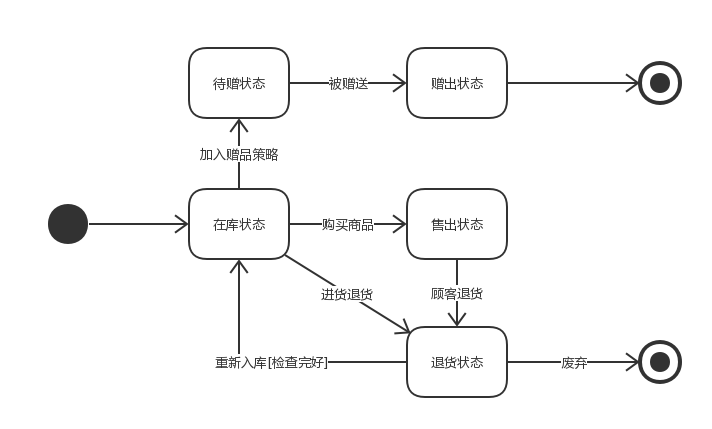 待赠状态
被赠送
赠出状态
加入赠品策略
在库状态
购买商品
售出状态
进货退货
顾客退货
重新入库[检查完好]
退货状态
废弃